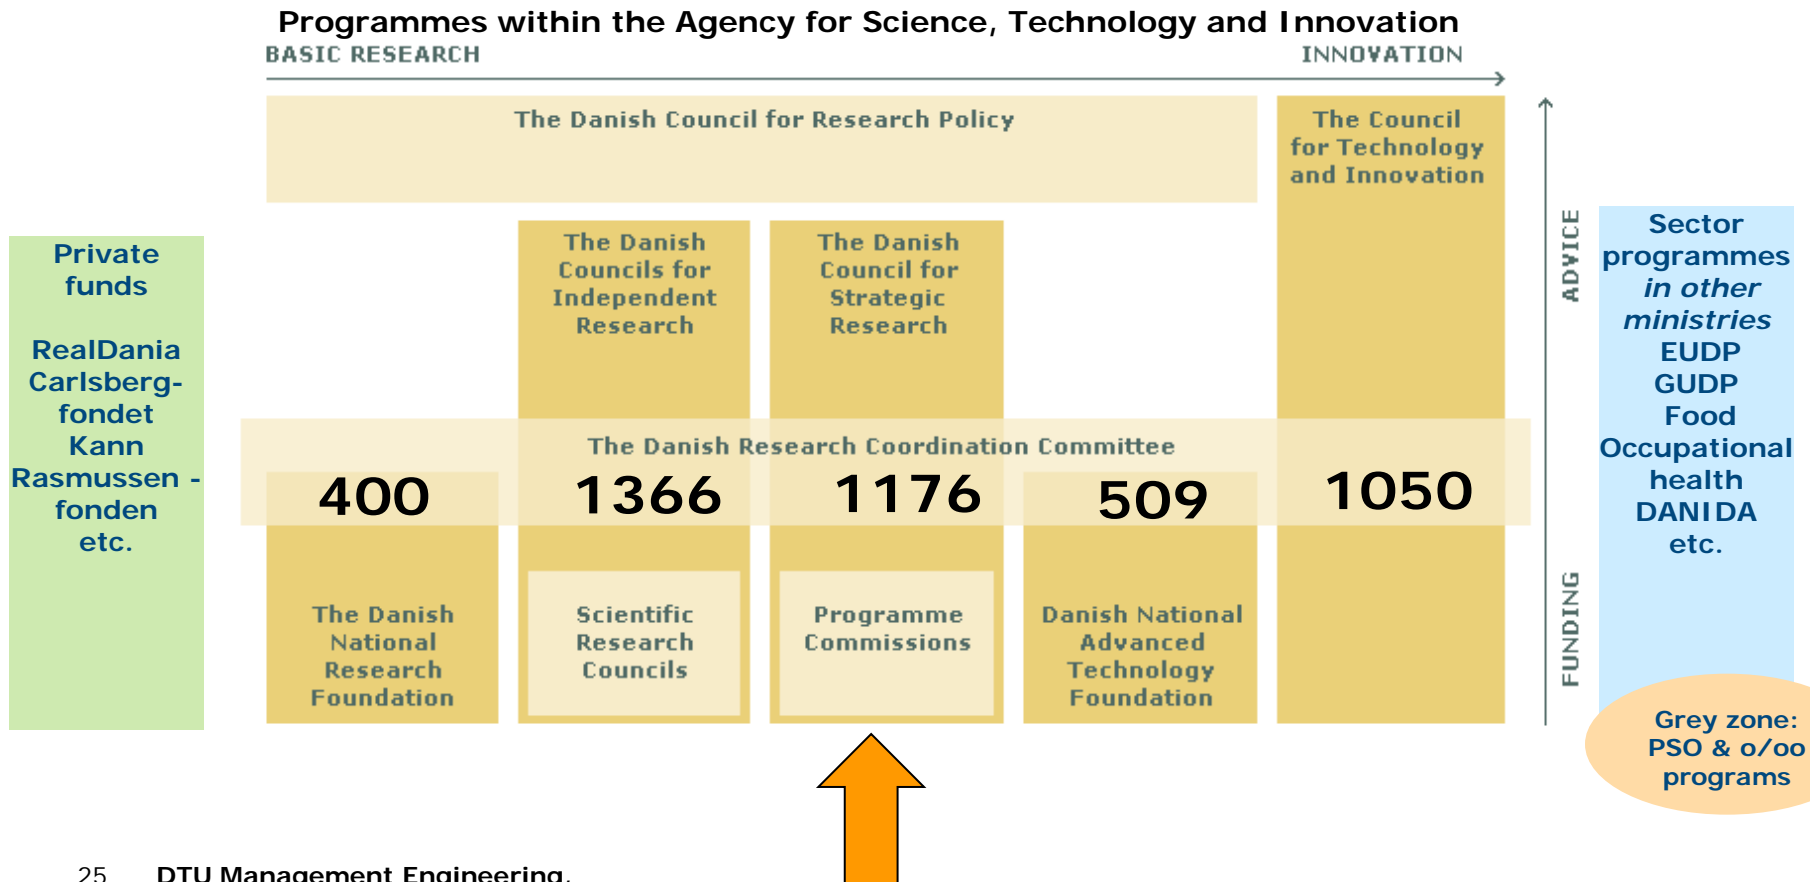 Programmes within the Agency for Science, Technology and Innovation
BASIC RESEARCH
INNOVATION
The Danish Council for Research Policy
The Council
for Technology
and Innovation
The Danish
Councils for
Independent
Research
The Danish
Council for
Strategic
Research
ADVICE
Private
funds
RealDania
Carlsberg-
fondet
Kann
Rasmussen -
fonden
etc.
Sector
programmes
in other
ministries
EUDP
GUDP
Food
Occupational
health
DANIDA
etc.
The Danish Research Coordination Committee
400
1366
1176
509
1050
The Danish
National
Research
Foundation
Scientific
Research
Councils
Programme
Commissions
Danish National
Advanced
Technology
Foundation
FUNDING
Grey zone:
PSO & o/oo
programs
25 DTU Management Engineering,